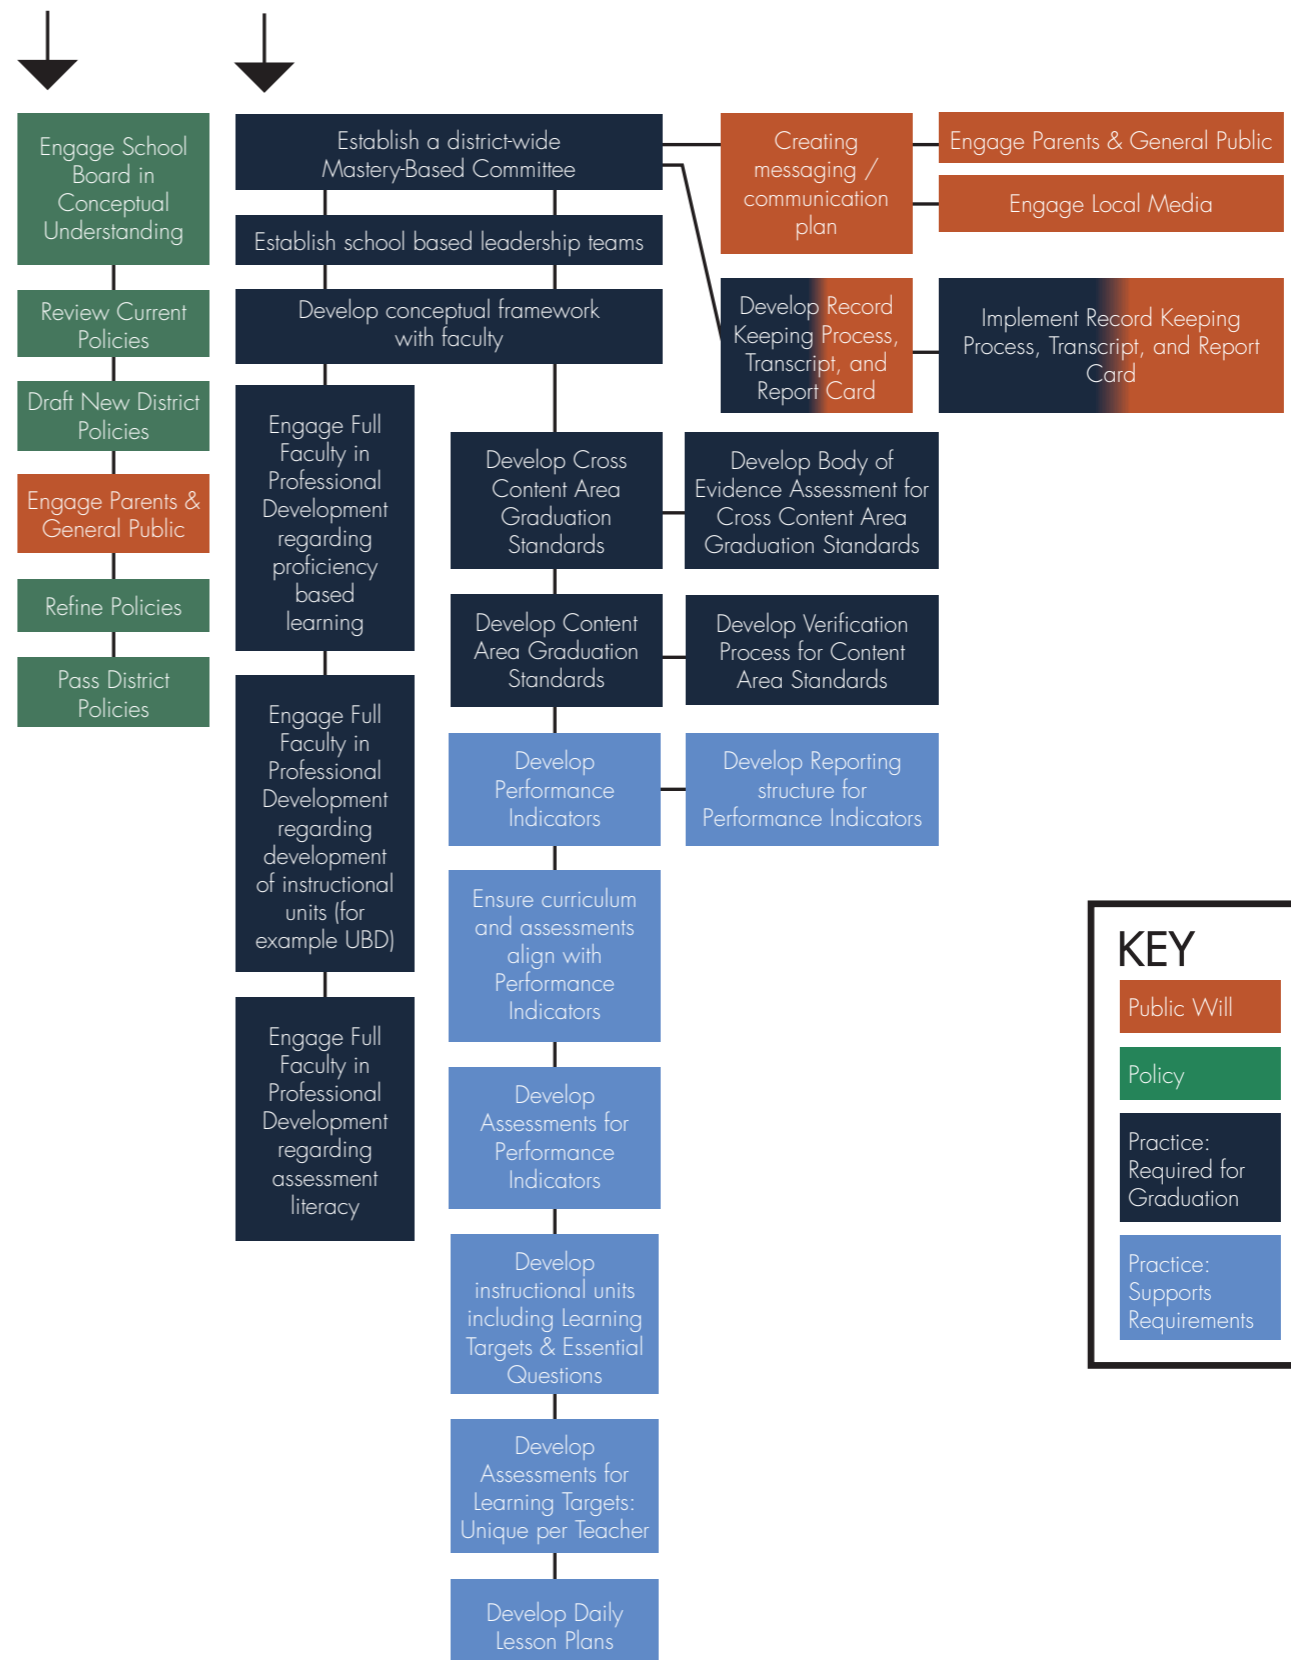 Engage School
Board in
Conceptual
Understanding
Review Current
Policies
Draft New District
Policies
Engage Parents &
General Public
Refine Policies
Pass District
Policies
Establish a district-wide
Mastery-Based Committee
Establish school based leadership teams
Develop conceptual framework
with faculty
Engage Full
Faculty in
Professional
Development
regarding
proficiency
based
learning
Engage Full
Faculty in
Professional
Development
regarding
development
of instructional
units (for
example UBD)
Engage Full
Faculty in
Professional
Development
regarding
assessment
literacy
Develop Cross
Content Area
Graduation
Standards
Develop Body of
Evidence Assessment for
Cross Content Area
Graduation Standards
Develop Content
Area Graduation
Standards
Develop Verification
Process for Content
Area Standards
Develop
Performance
Indicators
Develop Reporting
structure for
Performance Indicators
Ensure curriculum
and assessments
align with
Performance
Indicators
Develop
Assessments for
Performance
Indicators
Develop
instructional units
including Learning
Targets & Essential
Questions
Develop
Assessments for
Learning Targets:
Unique per Teacher
Develop Daily
Lesson Plans
Creating
messaging /
communication
plan
Engage Parents & General Public
Engage Local Media
Develop Record
Keeping Process,
Transcript, and
Report Card
Implement Record Keeping
Process, Transcript, and Report
Card
KEY
Public Will
Policy
Practice:
Required for
Graduation
Practice:
Supports
Requirements